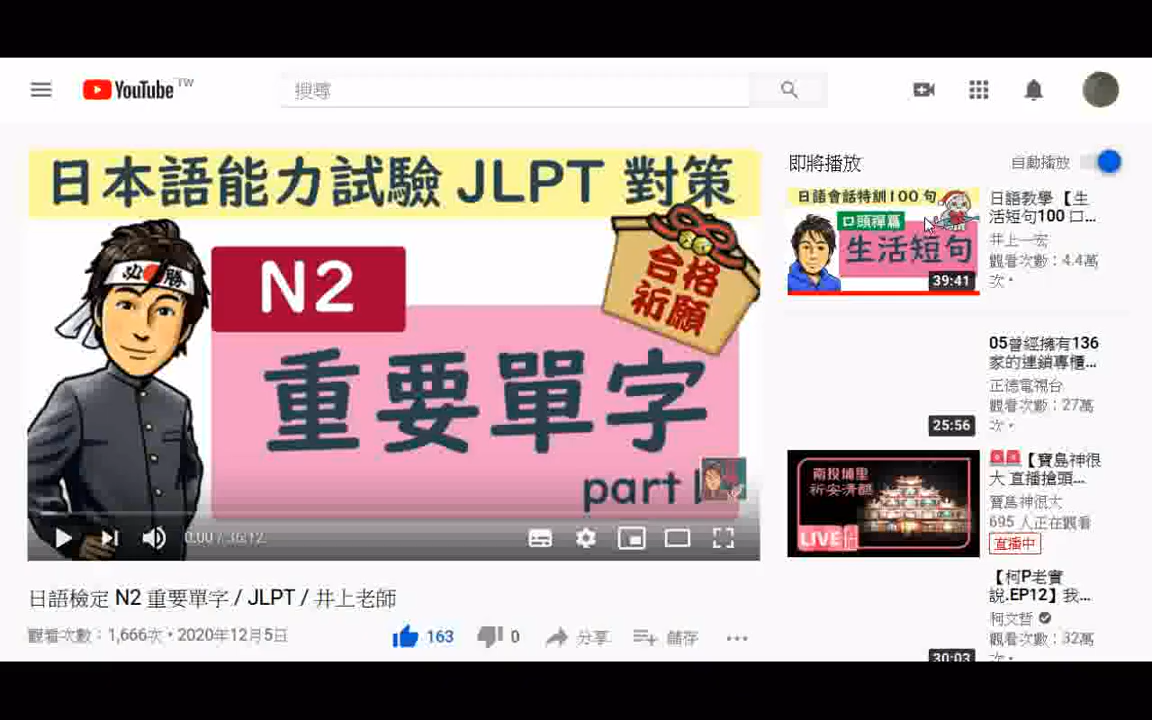 YouTube TW
搜尋
日本語能力試驗 JLPT 對策
必勝
N2
合格
祈願
重要單字
part 1
0:00 / 36:12
日語檢定 N2 重要單字 / JLPT / 井上老師
觀看次數：1,666次 • 2020年12月5日
163
0
分享
儲存
即將播放
自動播放
日語會話特訓100句
口頭禪篇
生活短句
39:41
日語教學 【生
活短句100 口...
井上一宏
觀看次數：4.4萬
次 •
25:56
05曾經擁有136
家的連鎖專櫃...
正德電視台
觀看次數：27萬
次 •
南投埔里
祈安清醮
LIVE
【寶島神很
大 直播搶頭...
寶島神很大
695 人正在觀看
直播中
30:03
【柯P老實
說.EP12】我...
柯文哲
觀看次數：32萬
次 •